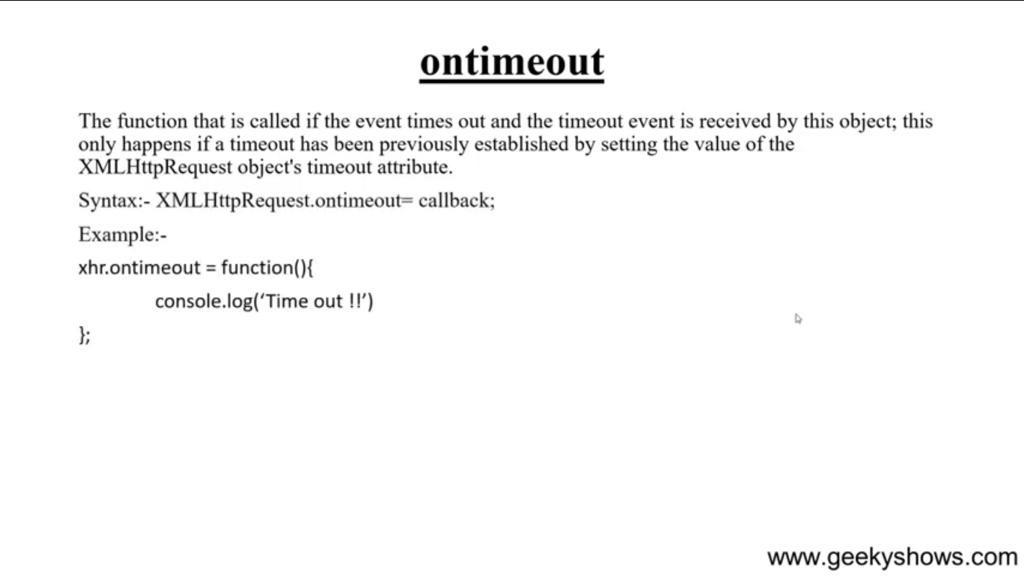 ontimeout
The function that is called if the event times out and the timeout event is received by this object; this
only happens if a timeout has been previously established by setting the value of the
XMLHttpRequest object's timeout attribute.
Syntax:- XMLHttpRequest.ontimeout= callback;
Example:-
xhr.ontimeout = function(){
console.log(‘Time out !!’)
};
www.geekyshows.com